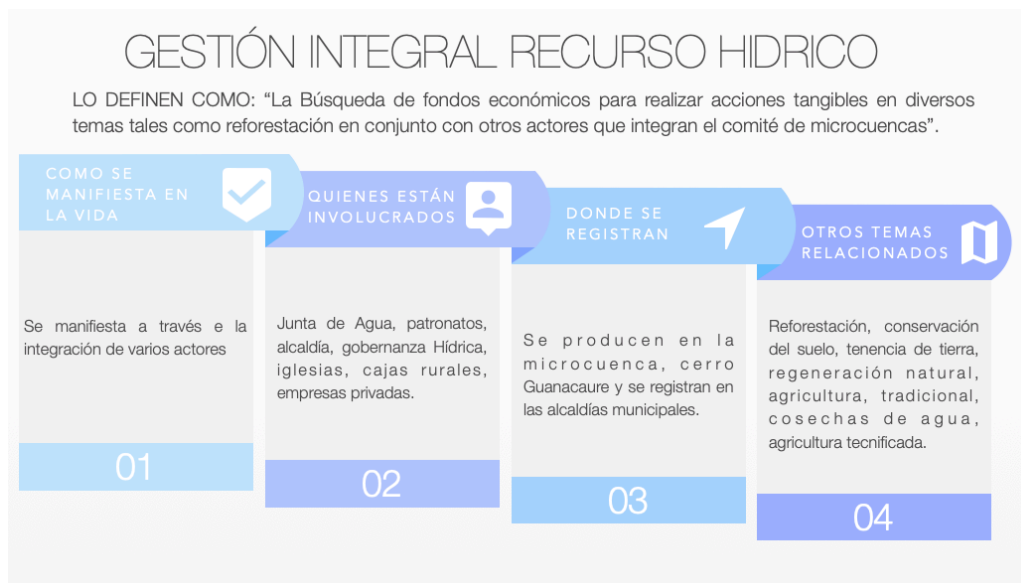 GESTIÓN INTEGRAL RECURSO HIDRICO
LO DEFINEN COMO: “La Búsqueda de fondos económicos para realizar acciones tangibles en diversos
temas tales como reforestación en conjunto con otros actores que integran el comité de microcuencas”.
COMO SE
MANIFIESTA EN
LA VIDA
Se manifiesta a través e la
integración de varios actores
01
QUIENES ESTÁN
INVOLUCRADOS
Junta de Agua, patronatos,
alcaldía, gobernanza Hídrica,
iglesias, cajas rurales,
empresas privadas.
02
DONDE SE
REGISTRAN
Se producen en la
microcuenca, cerro
Guanacaure y se registran en
las alcaldías municipales.
03
OTROS TEMAS
RELACIONADOS
Reforestación, conservación
del suelo, tenencia de tierra,
regeneración natural,
agricultura, tradicional,
cosechas de agua,
agricultura tecnificada.
04